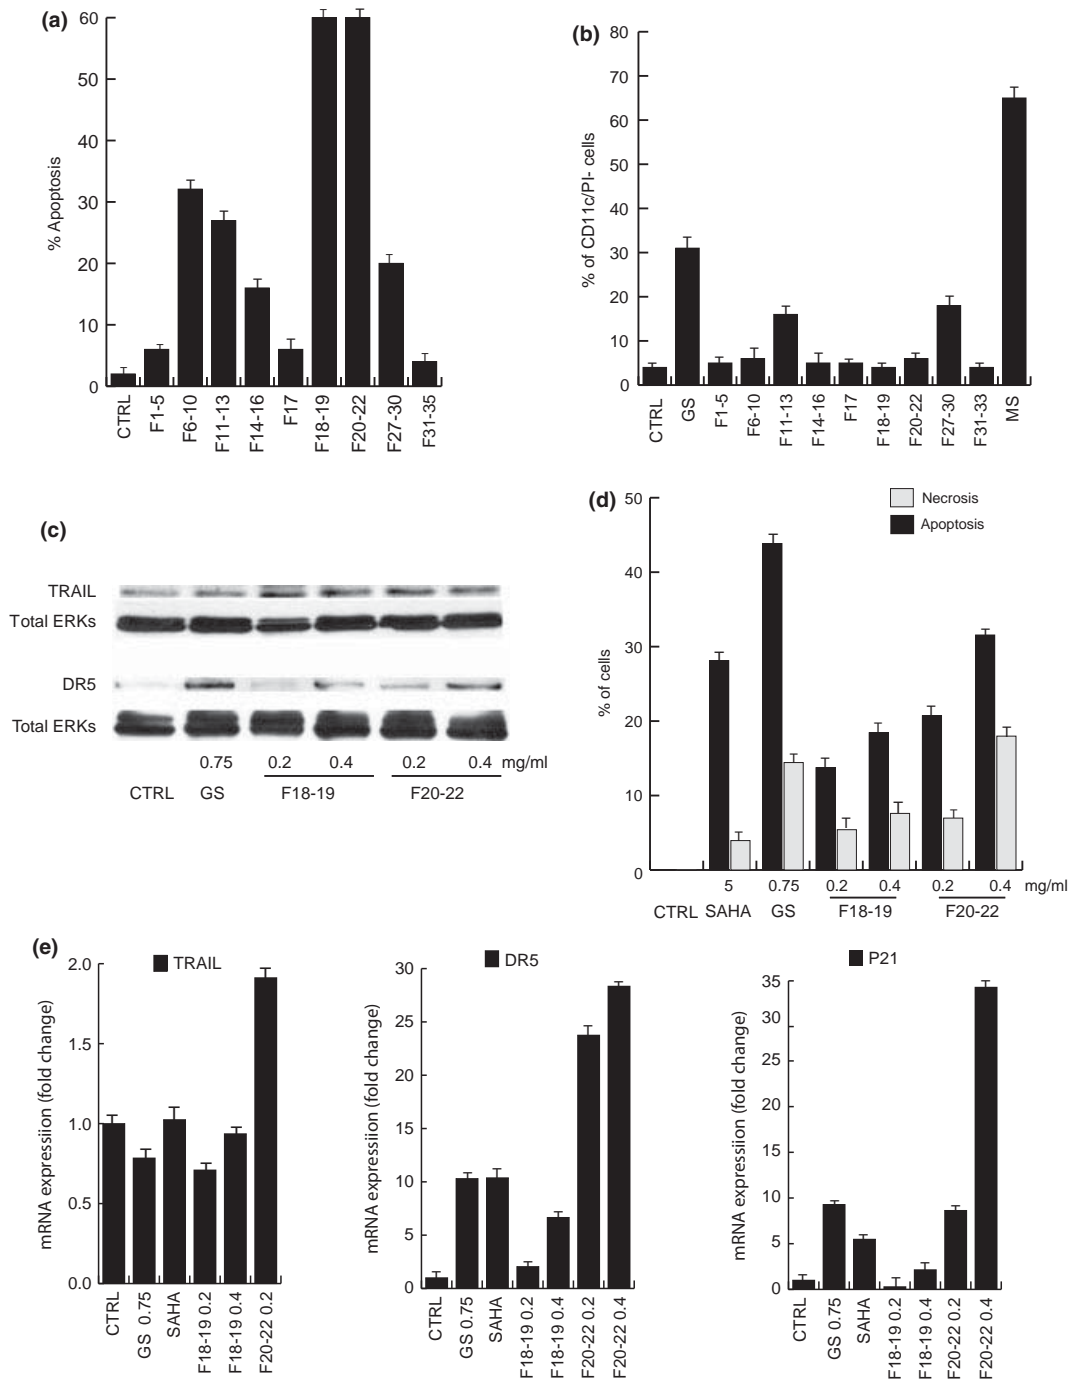 (a)
% Apoptosis
60
50
40
30
20
10
0
CTRL
F1-5
F6-10
F11-13
F14-16
F17
F18-19
F20-22
F27-30
F31-35
(b)
% of CD11c/PI- cells
80
70
60
50
40
30
20
10
0
CTRL
GS
F1-5
F6-10
F11-13
F14-16
F17
F18-19
F20-22
F27-30
F31-33
MS
(c)
TRAIL
Total ERKs
DR5
Total ERKs
0.75 0.2 0.4 0.2 0.4 mg/ml
CTRL GS F18-19 F20-22
(d)
Necrosis
Apoptosis
% of cells
50
40
30
20
10
0
5 0.75 0.2 0.4 0.2 0.4 mg/ml
CTRL SAHA GS F18-19 F20-22
(e)
TRAIL
mRNA expressiion (fold change)
2.0
1.5
1.0
0.5
0.0
CTRL
GS 0.75
SAHA
F18-19 0.2
F18-19 0.4
F20-22 0.2
DR5
mRNA expressiion (fold change)
30
25
20
15
10
5
0
CTRL
GS 0.75
SAHA
F18-19 0.2
F18-19 0.4
F20-22 0.2
F20-22 0.4
P21
mRNA expressiion (fold change)
35
30
25
35
20
15
10
5
0
CTRL
GS 0.75
SAHA
F18-19 0.2
F18-19 0.4
F20-22 0.2
F20-22 0.4